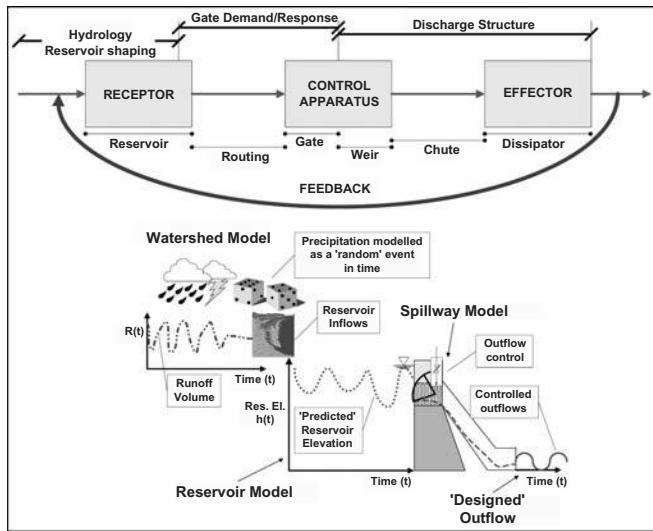 Gate Demand/Response
Discharge Structure
Hydrology
Reservoir shaping
RECEPTOR
CONTROL
APPARATUS
EFFECTOR
Reservoir
Gate
Dissipator
Routing
Weir
Chute
FEEDBACK
Watershed Model
Precipitation modelled
as a 'random' event
in time
Reservoir
Inflows
Spillway Model
R(t)
Outflow
control
Time (t)
Runoff
Volume
Res. El.
h(t)
'Predicted'
Reservoir
Elevation
Controlled
outflows
Reservoir Model
Time (t)
Time (t)
'Designed'
Outflow